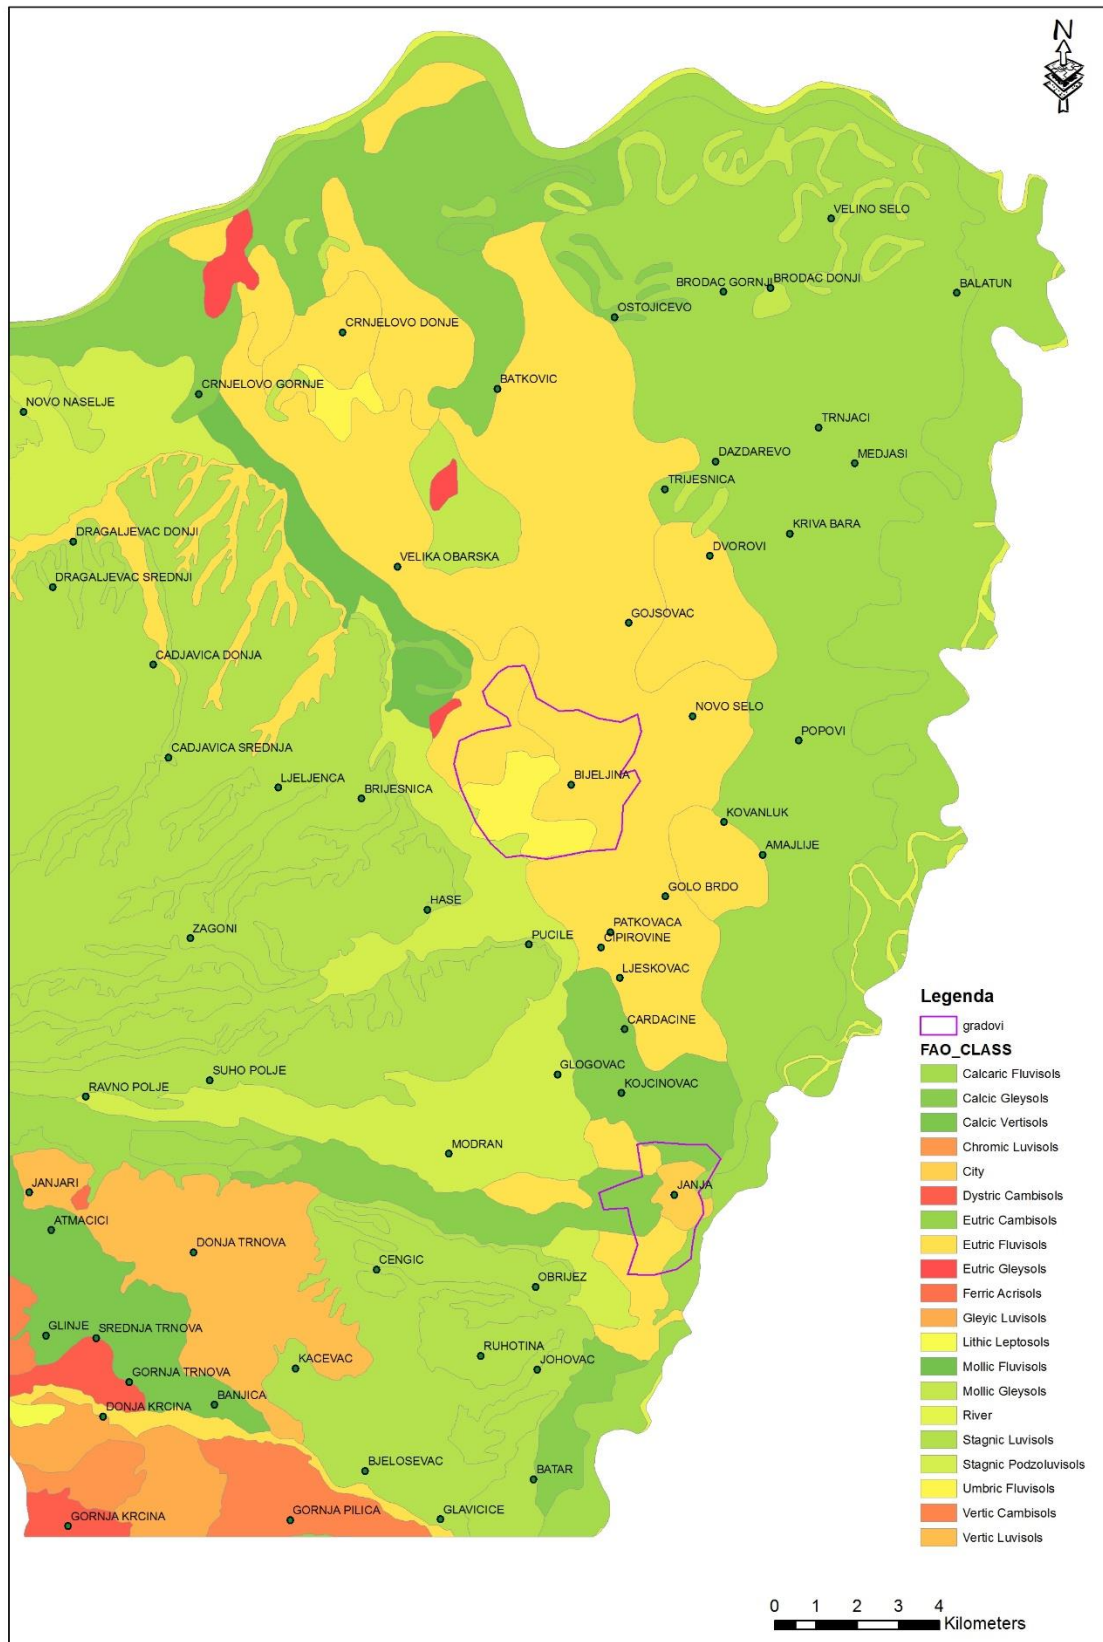 N
VELINO SELO
BRODAC GORNJI
BRODAC DONJI
BALATUN
OSTOJICEVO
CRNJELOVO DONJE
BATKOVIC
CRNJELOVO GORNJE
NOVO NASELJE
TRNJACI
DAZDAREVO
MEDJASI
TRIJESNICA
KRIVA BARA
DRAGALJEVAC DONJI
DVOROVI
VELIKA OBARSKA
DRAGALJEVAC SREDNJI
GOJSOVAC
CADJAVICA DONJA
NOVO SELO
POPOVI
CADJAVICA SREDNJA
LJELJENCA
BIJELJINA
BRIJESNICA
KOVANLUK
AMAJLIJE
GOLO BRDO
HASE
ZAGONI
PATKOVACA
PUCILE
CIPIROVINE
LJESKOVAC
CARDACINE
SUHO POLJE
GLOGOVAC
RAVNO POLJE
KOJCINOVAC
MODRAN
JANJARI
JANJA
ATMACICI
DONJA TRNOVA
CENGIC
OBRIJEZ
GLINJE
SREDNJA TRNOVA
RUHOTINA
KACEVAC
JOHOVAC
GORNJA TRNOVA
BANJICA
DONJA KRCINA
BJELOSEVAC
BATAR
GORNJA KRCINA
GORNJA PILICA
GLAVICICE
Legenda
gradovi
FAO_CLASS
Calcaric Fluvisols
Calcic Gleysols
Calcic Vertisols
Chromic Luvisols
City
Dystric Cambisols
Eutric Cambisols
Eutric Fluvisols
Eutric Gleysols
Ferric Acrisols
Gleyic Luvisols
Lithic Leptosols
Mollic Fluvisols
Mollic Gleysols
River
Stagnic Luvisols
Stagnic Podzoluvisols
Umbric Fluvisols
Vertic Cambisols
Vertic Luvisols
0 1 2 3 4
Kilometers